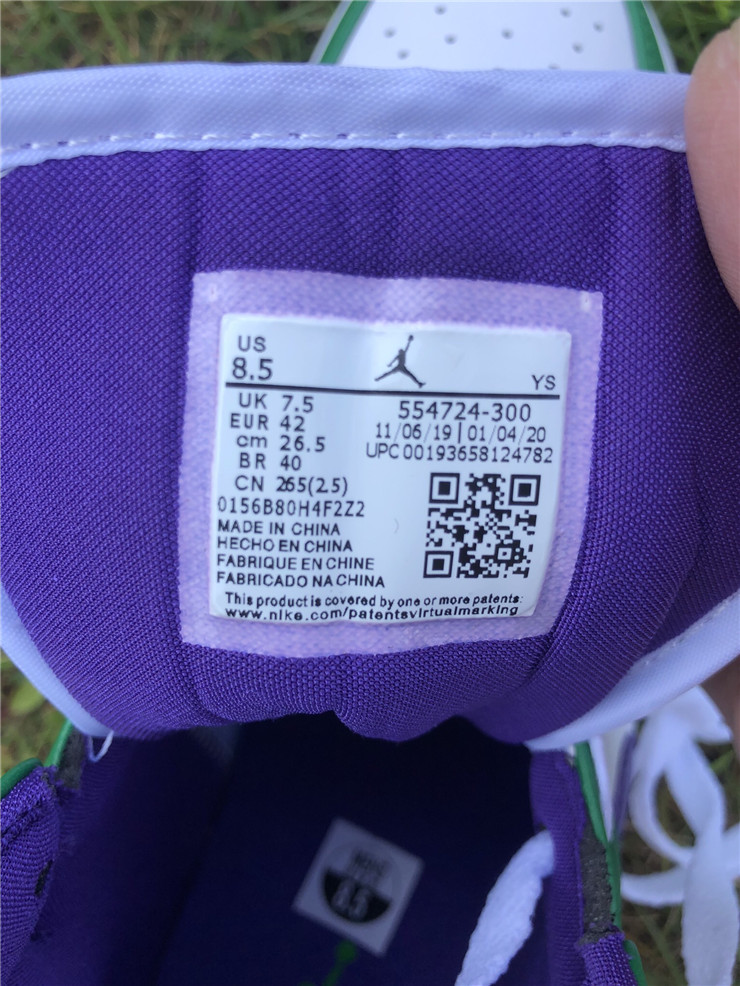 US
8.5
YS
UK 7.5
EUR 42
cm 26.5
BR 40
CN 265(2.5)
554724-300
11/06/19 | 01/04/20
UPC 00193658124782
0156B80H4F2Z2
MADE IN CHINA
HECHO EN CHINA
FABRIQUE EN CHINE
FABRICADO NA CHINA
This product is covered by one or more patents:
www.nike.com/patentsvirtualmarking
8.5